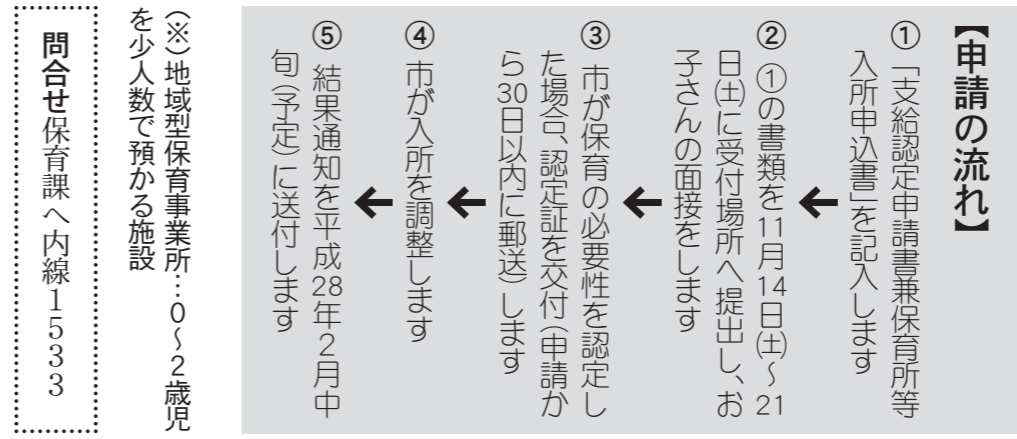 【申請の流れ】
①「支給認定申請書兼保育所等
入所申込書」を記入します
②①の書類を11月14日㈯～21
日㈯に受付場所へ提出し、お
子さんの面接をします
③市が保育の必要性を認定し
た場合、認定証を交付（申請か
ら30日以内に郵送）します
④市が入所を調整します
⑤結果通知を平成28年2月中
旬（予定）に送付します
（※）地域型保育事業所…0～2歳児
を少人数で預かる施設
問合せ保育課へ内線1533